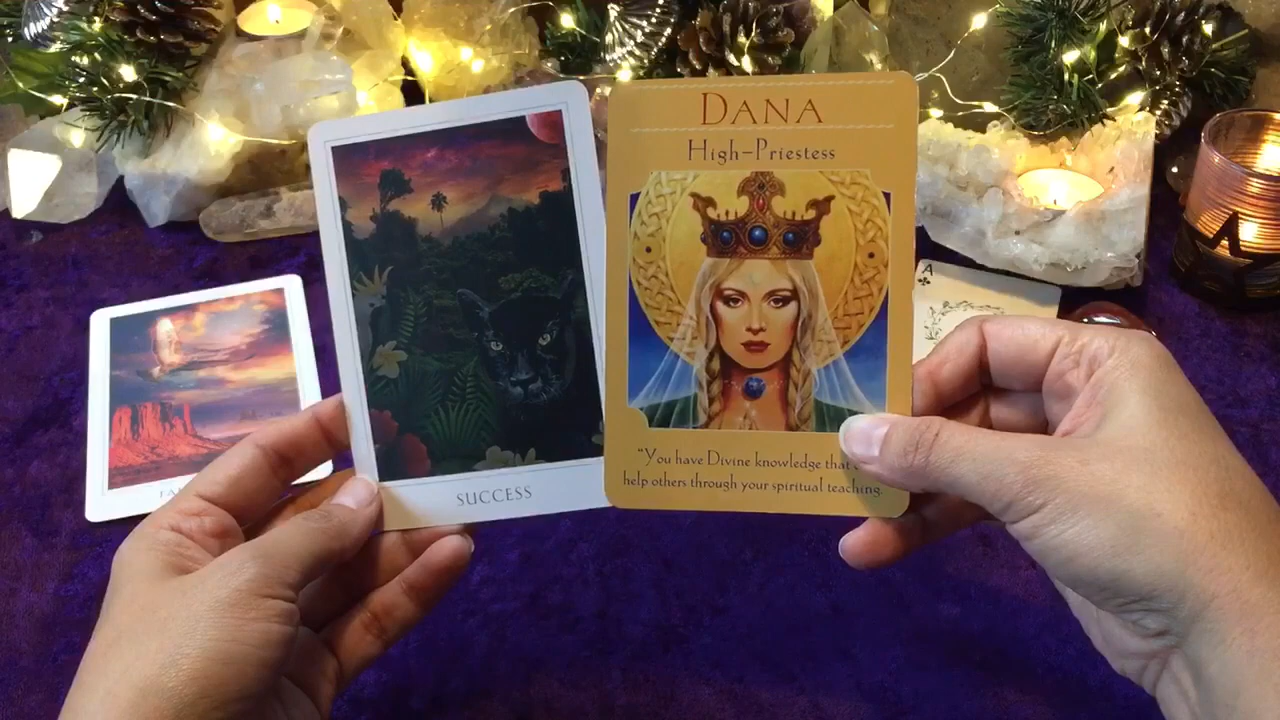 DANA
High-Priestess
"You have Divine knowledge that
help others through your spiritual teaching.
SUCCESS
A